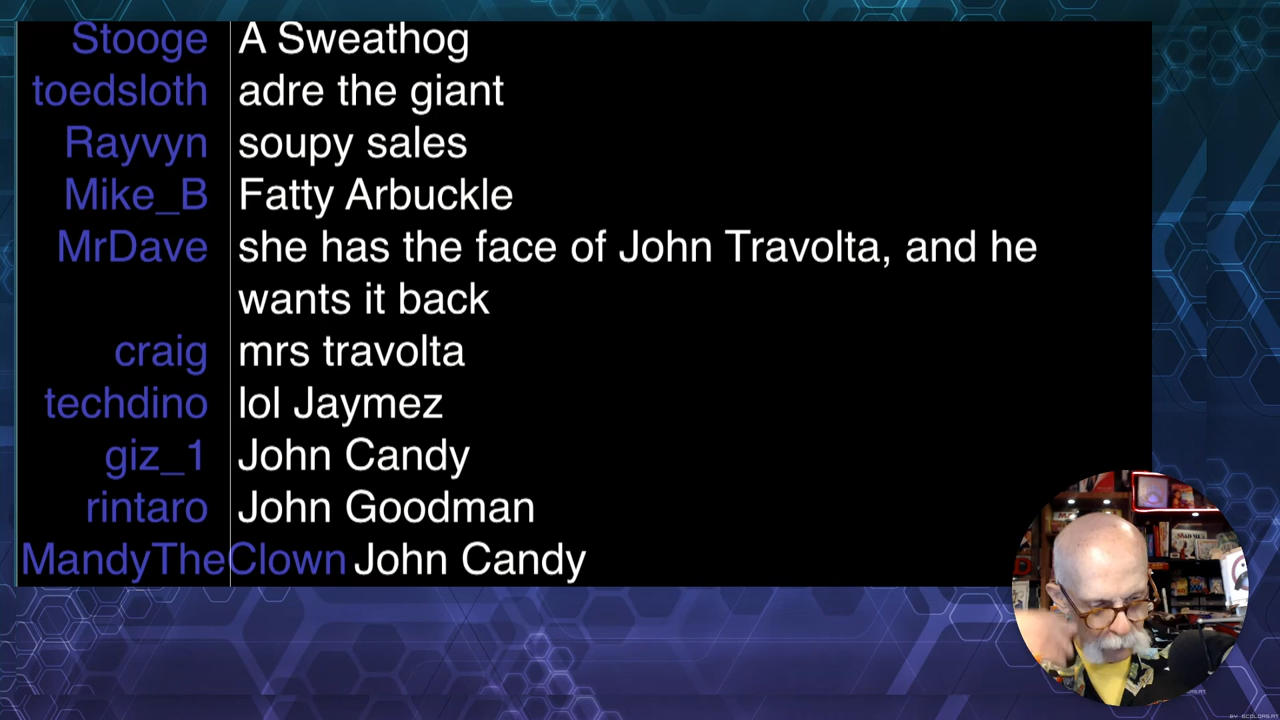 Stooge A Sweathog
toedsloth adre the giant
Rayvyn soupy sales
Mike_B Fatty Arbuckle
MrDave she has the face of John Travolta, and he
wants it back
craig mrs travolta
techdino lol Jaymez
giz_1 John Candy
rintaro John Goodman
MandyTheClown John Candy